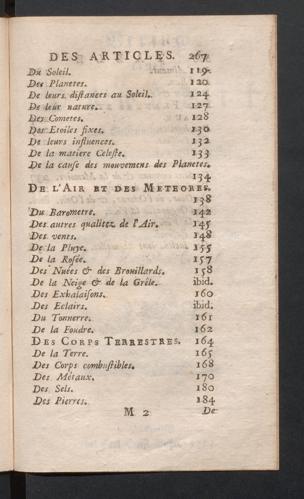 DES ARTICLES. 267
Du Soleil. 119
Des Planetes. 120
De leurs distances au Soleil. 124
De leur nature. 127
Des Cometes. 128
Des Etoiles fixes. 130
De leurs influences. 132
De la matiere Celeste. 133
De la cause des mouvemens des Planetes.
134
DE L'AIR ET DES METEORES.
138
Du Barometre. 142
Des autres qualitez de l'Air. 145
Des vents. 148
De la Pluye. 155
De la Rosée. 157
Des Nuées & des Brouillards. 158
De la Neige & de la Grêle. ibid.
Des Exhalaisons. 160
Des Eclairs. ibid.
Du Tonnerre. 161
De la Foudre. 162
DES CORPS TERRESTRES. 164
De la Terre. 165
Des Corps combustibles. 168
Des Métaux. 170
Des Sels. 180
Des Pierres. 184
M 2 De